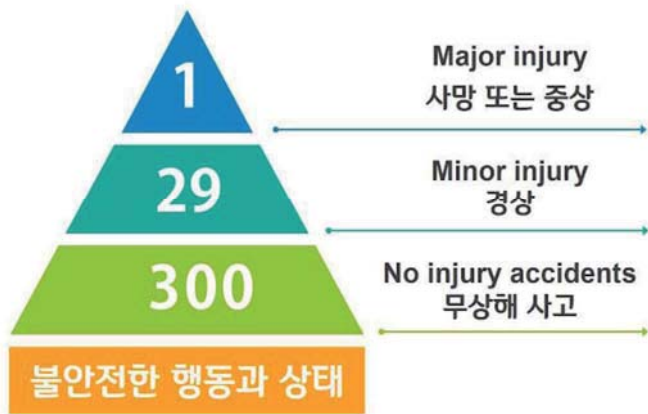 1
Major injury
사망 또는 중상
29
Minor injury
경상
300
No injury accidents
무상해 사고
불안전한 행동과 상태